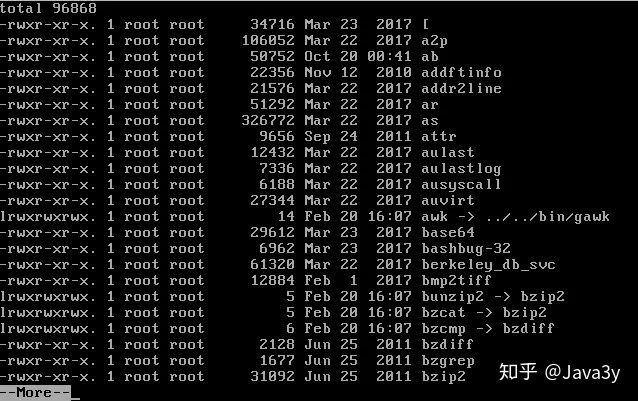 total 96868
-rwxr-xr-x. 1 root root 34716 Mar 23 2017 [
-rwxr-xr-x. 1 root root 106052 Mar 22 2017 a2p
-rwxr-xr-x. 1 root root 50752 Oct 20 00:41 ab
-rwxr-xr-x. 1 root root 22356 Nov 12 2010 addftinfo
-rwxr-xr-x. 1 root root 21576 Mar 22 2017 addr2line
-rwxr-xr-x. 1 root root 51292 Mar 22 2017 ar
-rwxr-xr-x. 1 root root 326772 Mar 22 2017 as
-rwxr-xr-x. 1 root root 9656 Sep 24 2011 attr
-rwxr-xr-x. 1 root root 12432 Mar 22 2017 aulast
-rwxr-xr-x. 1 root root 7336 Mar 22 2017 aulastlog
-rwxr-xr-x. 1 root root 6188 Mar 22 2017 ausyscall
-rwxr-xr-x. 1 root root 27344 Mar 22 2017 auvirt
lrwxrwxrwx. 1 root root 14 Feb 20 16:07 awk -> ../../bin/gawk
-rwxr-xr-x. 1 root root 29612 Mar 23 2017 base64
-rwxr-xr-x. 1 root root 6962 Mar 23 2017 bashbug-32
-rwxr-xr-x. 1 root root 61320 Mar 22 2017 berkeley_db_svc
-rwxr-xr-x. 1 root root 12884 Feb 1 2017 bmp2tiff
lrwxrwxrwx. 1 root root 5 Feb 20 16:07 bunzip2 -> bzip2
lrwxrwxrwx. 1 root root 5 Feb 20 16:07 bzcat -> bzip2
lrwxrwxrwx. 1 root root 6 Feb 20 16:07 bzcmp -> bzdiff
-rwxr-xr-x. 1 root root 2128 Jun 25 2011 bzdiff
-rwxr-xr-x. 1 root root 1677 Jun 25 2011 bzgrep
-rwxr-xr-x. 1 root root 31092 Jun 25 2011 bzip2
--More--
知乎 @Java3y